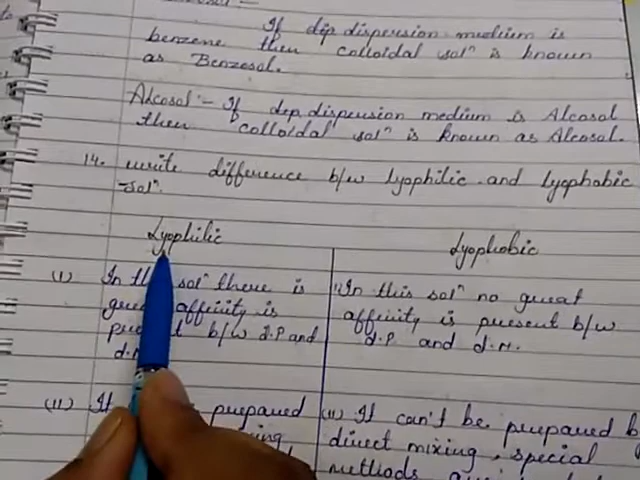 If dip dispersion medium is
benzene then colloidal solⁿ is known
as Benzosol.
Alcosol - If dep dispension medium is Alcosol
then colloidal solⁿ is known as Alcosol.
14. write difference b/w lyophilic and lyophobic
solⁿ.
Lyophilic Lyophobic
(i) In solⁿ there is
great affinity is
b/w d.P and
(i) In this solⁿ no great
affinity is present b/w
d.P and d.M.
(ii) It prepared
(ii) It can't be prepared b
direct mixing, special
methods